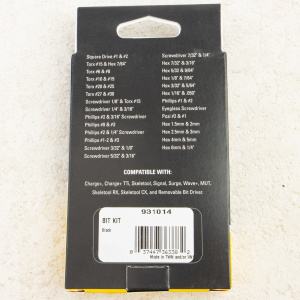 Square Drive #1 & #2
Torx #15 & Hex 7/64"
Torx #6 & #8
Torx #10 & #15
Torx #20 & #25
Torx #27 & #30
Screwdriver 1/8" & Torx #15
Screwdriver 1/4" & 3/16"
Phillips #0 & #3
Phillips #2 & 3/16" Screwdriver
Phillips #2 & 1/4" Screwdriver
Phillips #1-2 & #3
Screwdriver 3/32" & 1/8"
Screwdriver 5/32" & 3/16"
Screwdriver 7/32" & 1/4"
Hex 7/32" & 3/16"
Hex 5/32 & 9/64"
Hex 1/8" & 7/64"
Hex 3/32" & 5/64"
Hex 1/16" & .050"
Phillips #1 & #2
Eyeglass Screwdriver
Pozi #2 & #1
Hex 1.5mm & 2mm
Hex 2.5mm & 3mm
Hex 4mm & 5mm
Hex 6mm & 1/4"
COMPATIBLE WITH:
Charge+, Charge+ TTi, Skeletool, Signal, Surge, Wave+, MUT,
Skeletool RX, Skeletool CX, and Removable Bit Driver
931014
BIT KIT
Black
Made in TWN and/or VN